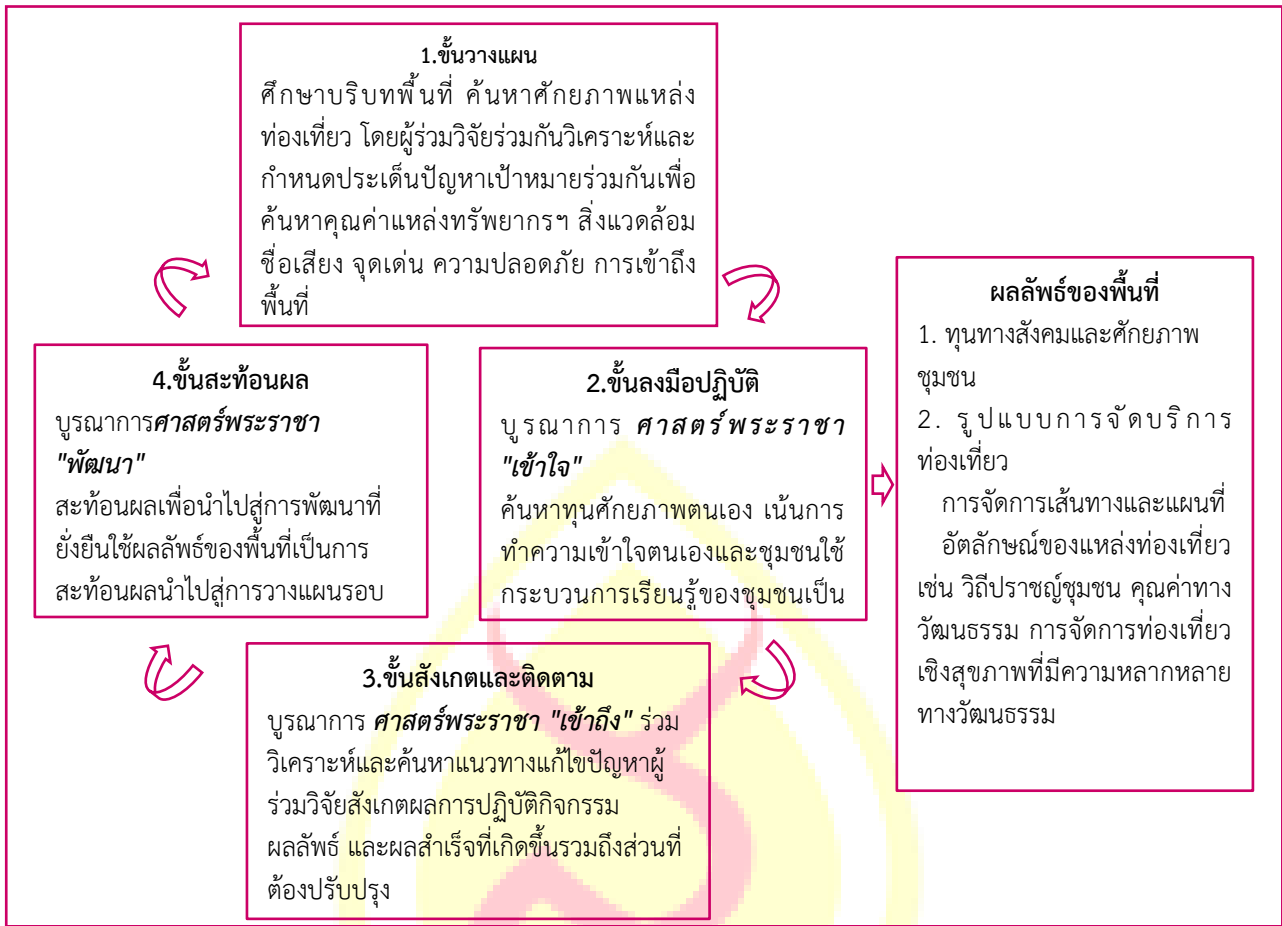 1.ขั้นวางแผน
ศึกษาบริบทพื้นที่ ค้นหาศักยภาพแหล่ง
ท่องเที่ยว โดยผู้ร่วมวิจัยร่วมกันวิเคราะห์และ
กำหนดประเด็นปัญหาเป้าหมายร่วมกันเพื่อ
ค้นหาคุณค่าแหล่งทรัพยากรฯ สิ่งแวดล้อม
ชื่อเสียง จุดเด่น ความปลอดภัย การเข้าถึง
พื้นที่
4.ขั้นสะท้อนผล
บูรณาการศาสตร์พระราชา
"พัฒนา"
สะท้อนผลเพื่อนำไปสู่การพัฒนาที่
ยั่งยืนใช้ผลลัพธ์ของพื้นที่เป็นการ
สะท้อนผลนำไปสู่การวางแผนรอบ
2.ขั้นลงมือปฏิบัติ
บูรณาการ ศาสตร์พระราชา
"เข้าใจ"
ค้นหาทุนศักยภาพตนเอง เน้นการ
ทำความเข้าใจตนเองและชุมชนใช้
กระบวนการเรียนรู้ของชุมชนเป็น
3.ขั้นสังเกตและติดตาม
บูรณาการ ศาสตร์พระราชา "เข้าถึง" ร่วม
วิเคราะห์และค้นหาแนวทางแก้ไขปัญหาผู้
ร่วมวิจัยสังเกตผลการปฏิบัติกิจกรรม
ผลลัพธ์ และผลสำเร็จที่เกิดขึ้นรวมถึงส่วนที่
ต้องปรับปรุง
ผลลัพธ์ของพื้นที่
1. ทุนทางสังคมและศักยภาพ
ชุมชน
2. รูปแบบการจัดบริการ
ท่องเที่ยว
การจัดการเส้นทางและแผนที่
อัตลักษณ์ของแหล่งท่องเที่ยว
เช่น วิถีปราชญ์ชุมชน คุณค่าทาง
วัฒนธรรม การจัดการท่องเที่ยว
เชิงสุขภาพที่มีความหลากหลาย
ทางวัฒนธรรม